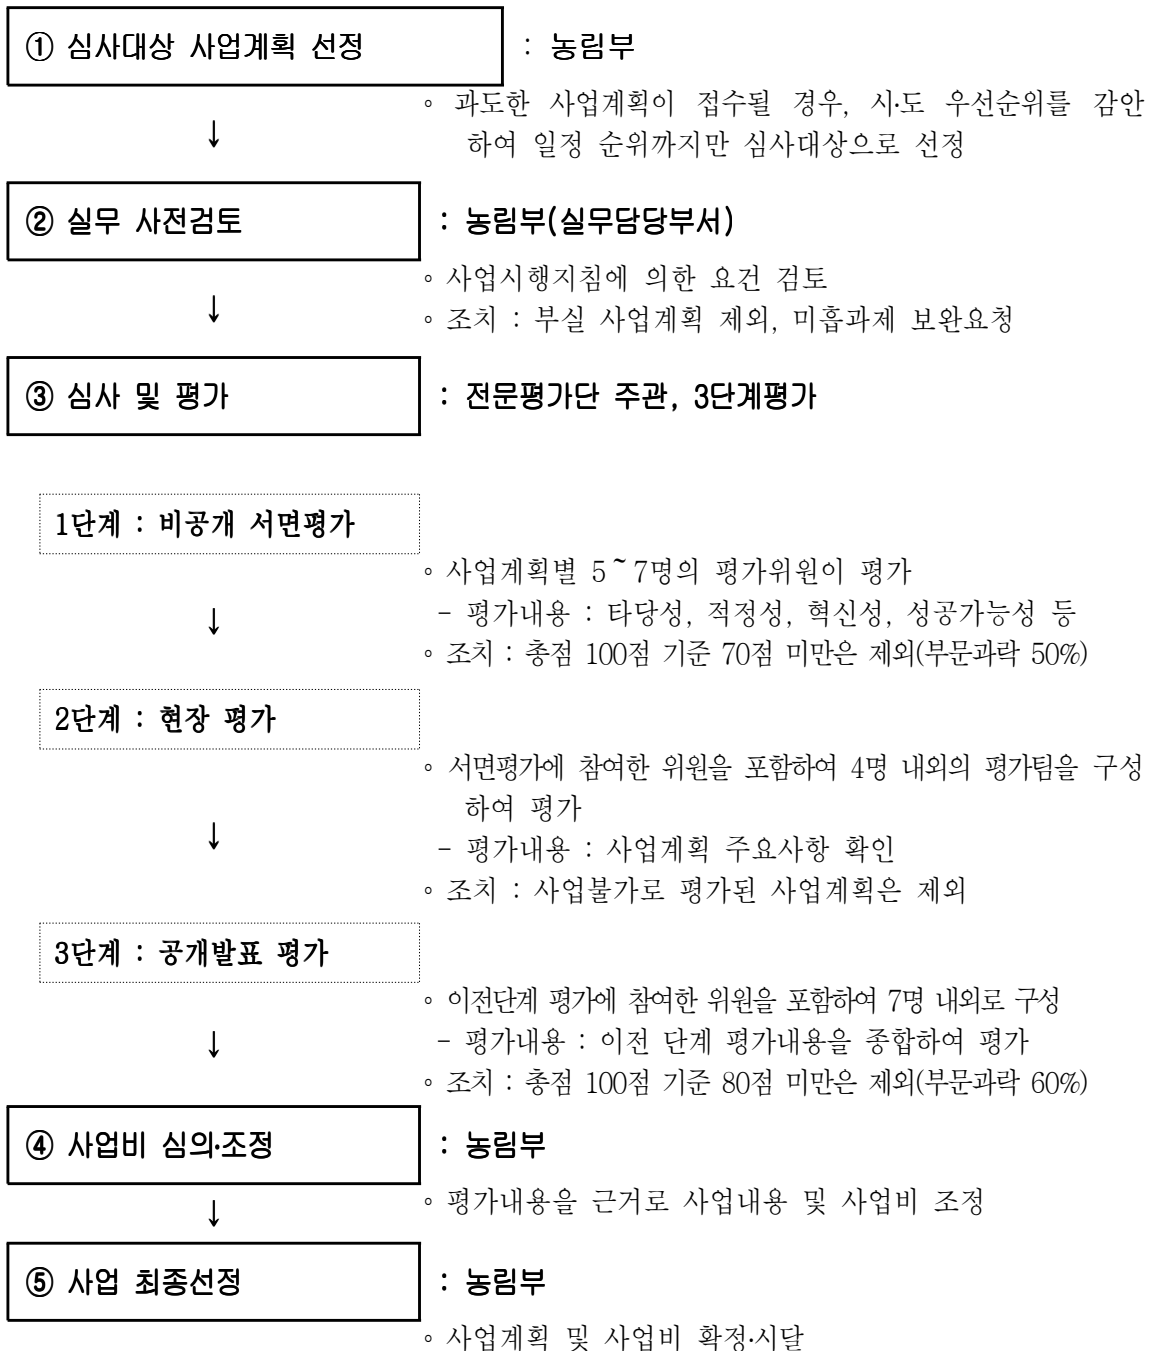 ① 심사대상 사업계획 선정 : 농림부
◦ 과도한 사업계획이 접수될 경우, 시·도 우선순위를 감안
하여 일정 순위까지만 심사대상으로 선정
↓
② 실무 사전검토 : 농림부(실무담당부서)
◦ 사업시행지침에 의한 요건 검토
◦ 조치 : 부실 사업계획 제외, 미흡과제 보완요청
↓
③ 심사 및 평가 : 전문평가단 주관, 3단계평가
1단계 : 비공개 서면평가
◦ 사업계획별 5~7명의 평가위원이 평가
- 평가내용 : 타당성, 적정성, 혁신성, 성공가능성 등
◦ 조치 : 총점 100점 기준 70점 미만은 제외(부문과락 50%)
↓
2단계 : 현장 평가
◦ 서면평가에 참여한 위원을 포함하여 4명 내외의 평가팀을 구성
하여 평가
- 평가내용 : 사업계획 주요사항 확인
◦ 조치 : 사업불가로 평가된 사업계획은 제외
↓
3단계 : 공개발표 평가
◦ 이전단계 평가에 참여한 위원을 포함하여 7명 내외로 구성
- 평가내용 : 이전 단계 평가내용을 종합하여 평가
◦ 조치 : 총점 100점 기준 80점 미만은 제외(부문과락 60%)
↓
④ 사업비 심의·조정 : 농림부
◦ 평가내용을 근거로 사업내용 및 사업비 조정
↓
⑤ 사업 최종선정 : 농림부
◦ 사업계획 및 사업비 확정·시달